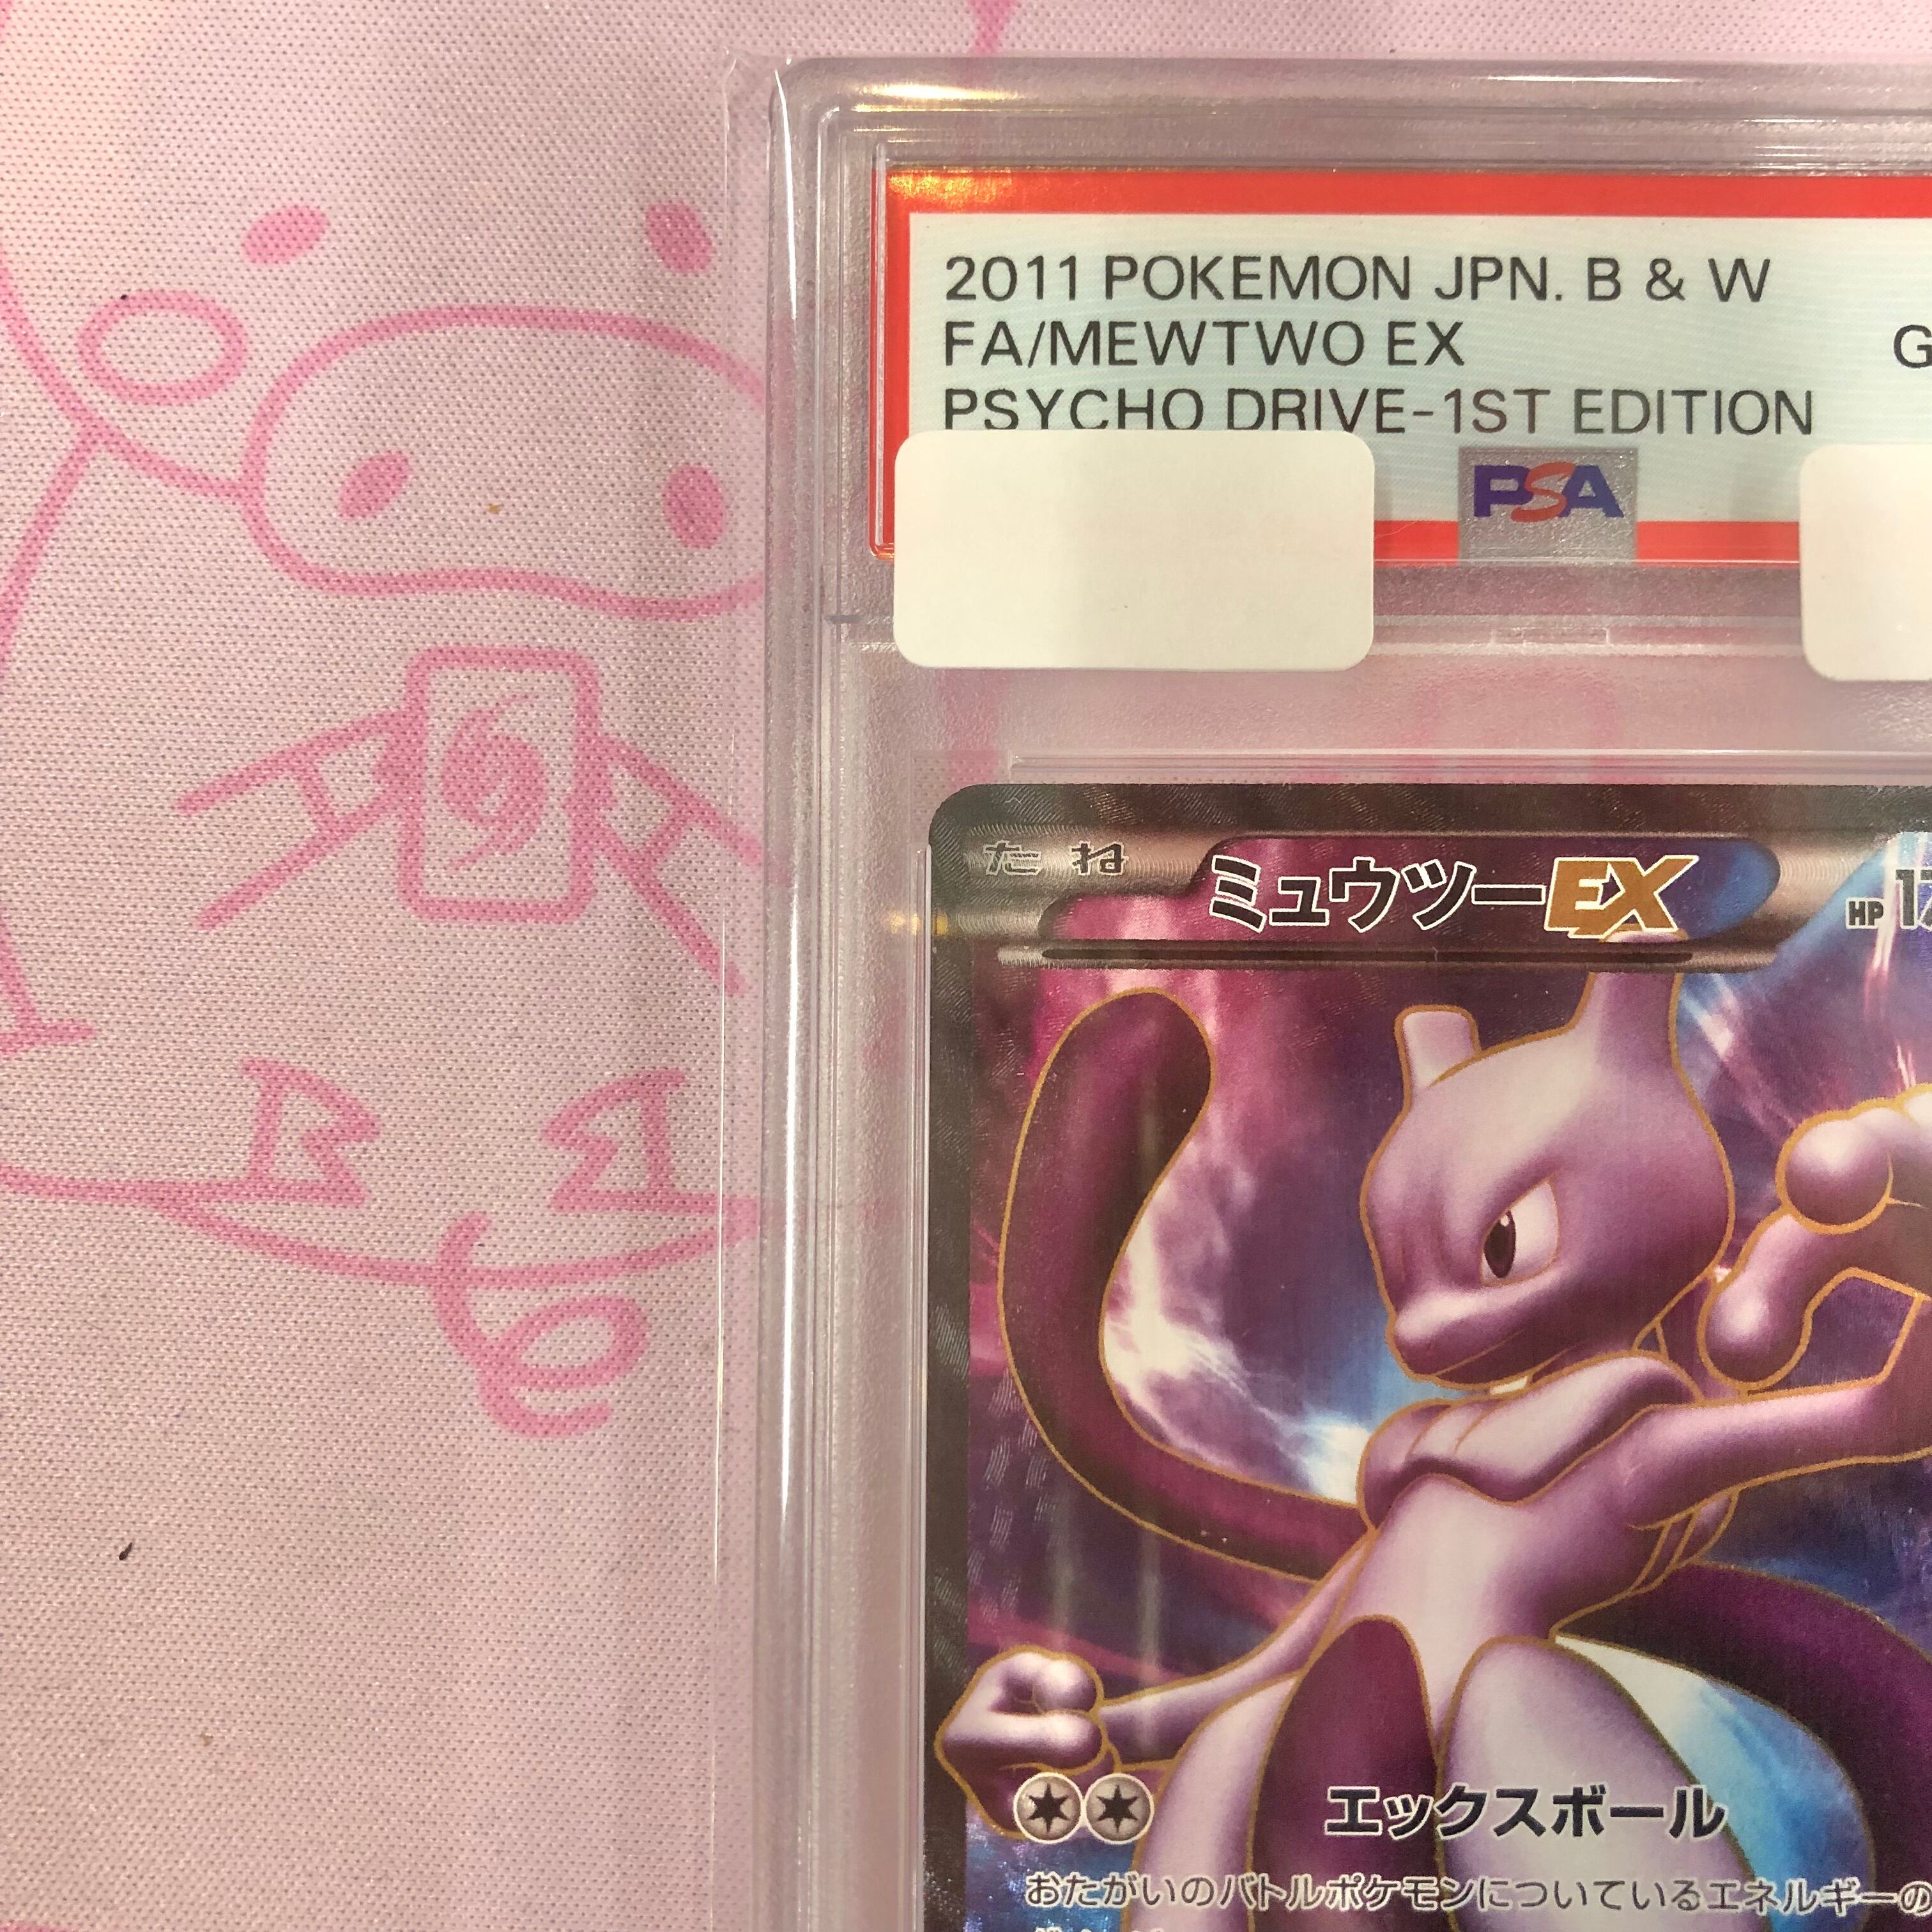 2011 POKEMON JPN. B & W
FA/MEWTWO EX
PSYCHO DRIVE-1ST EDITION
PSA
たね ミュウツーEX HP
エックスボール
おたがいのバトルポケモンについているエネルギーの